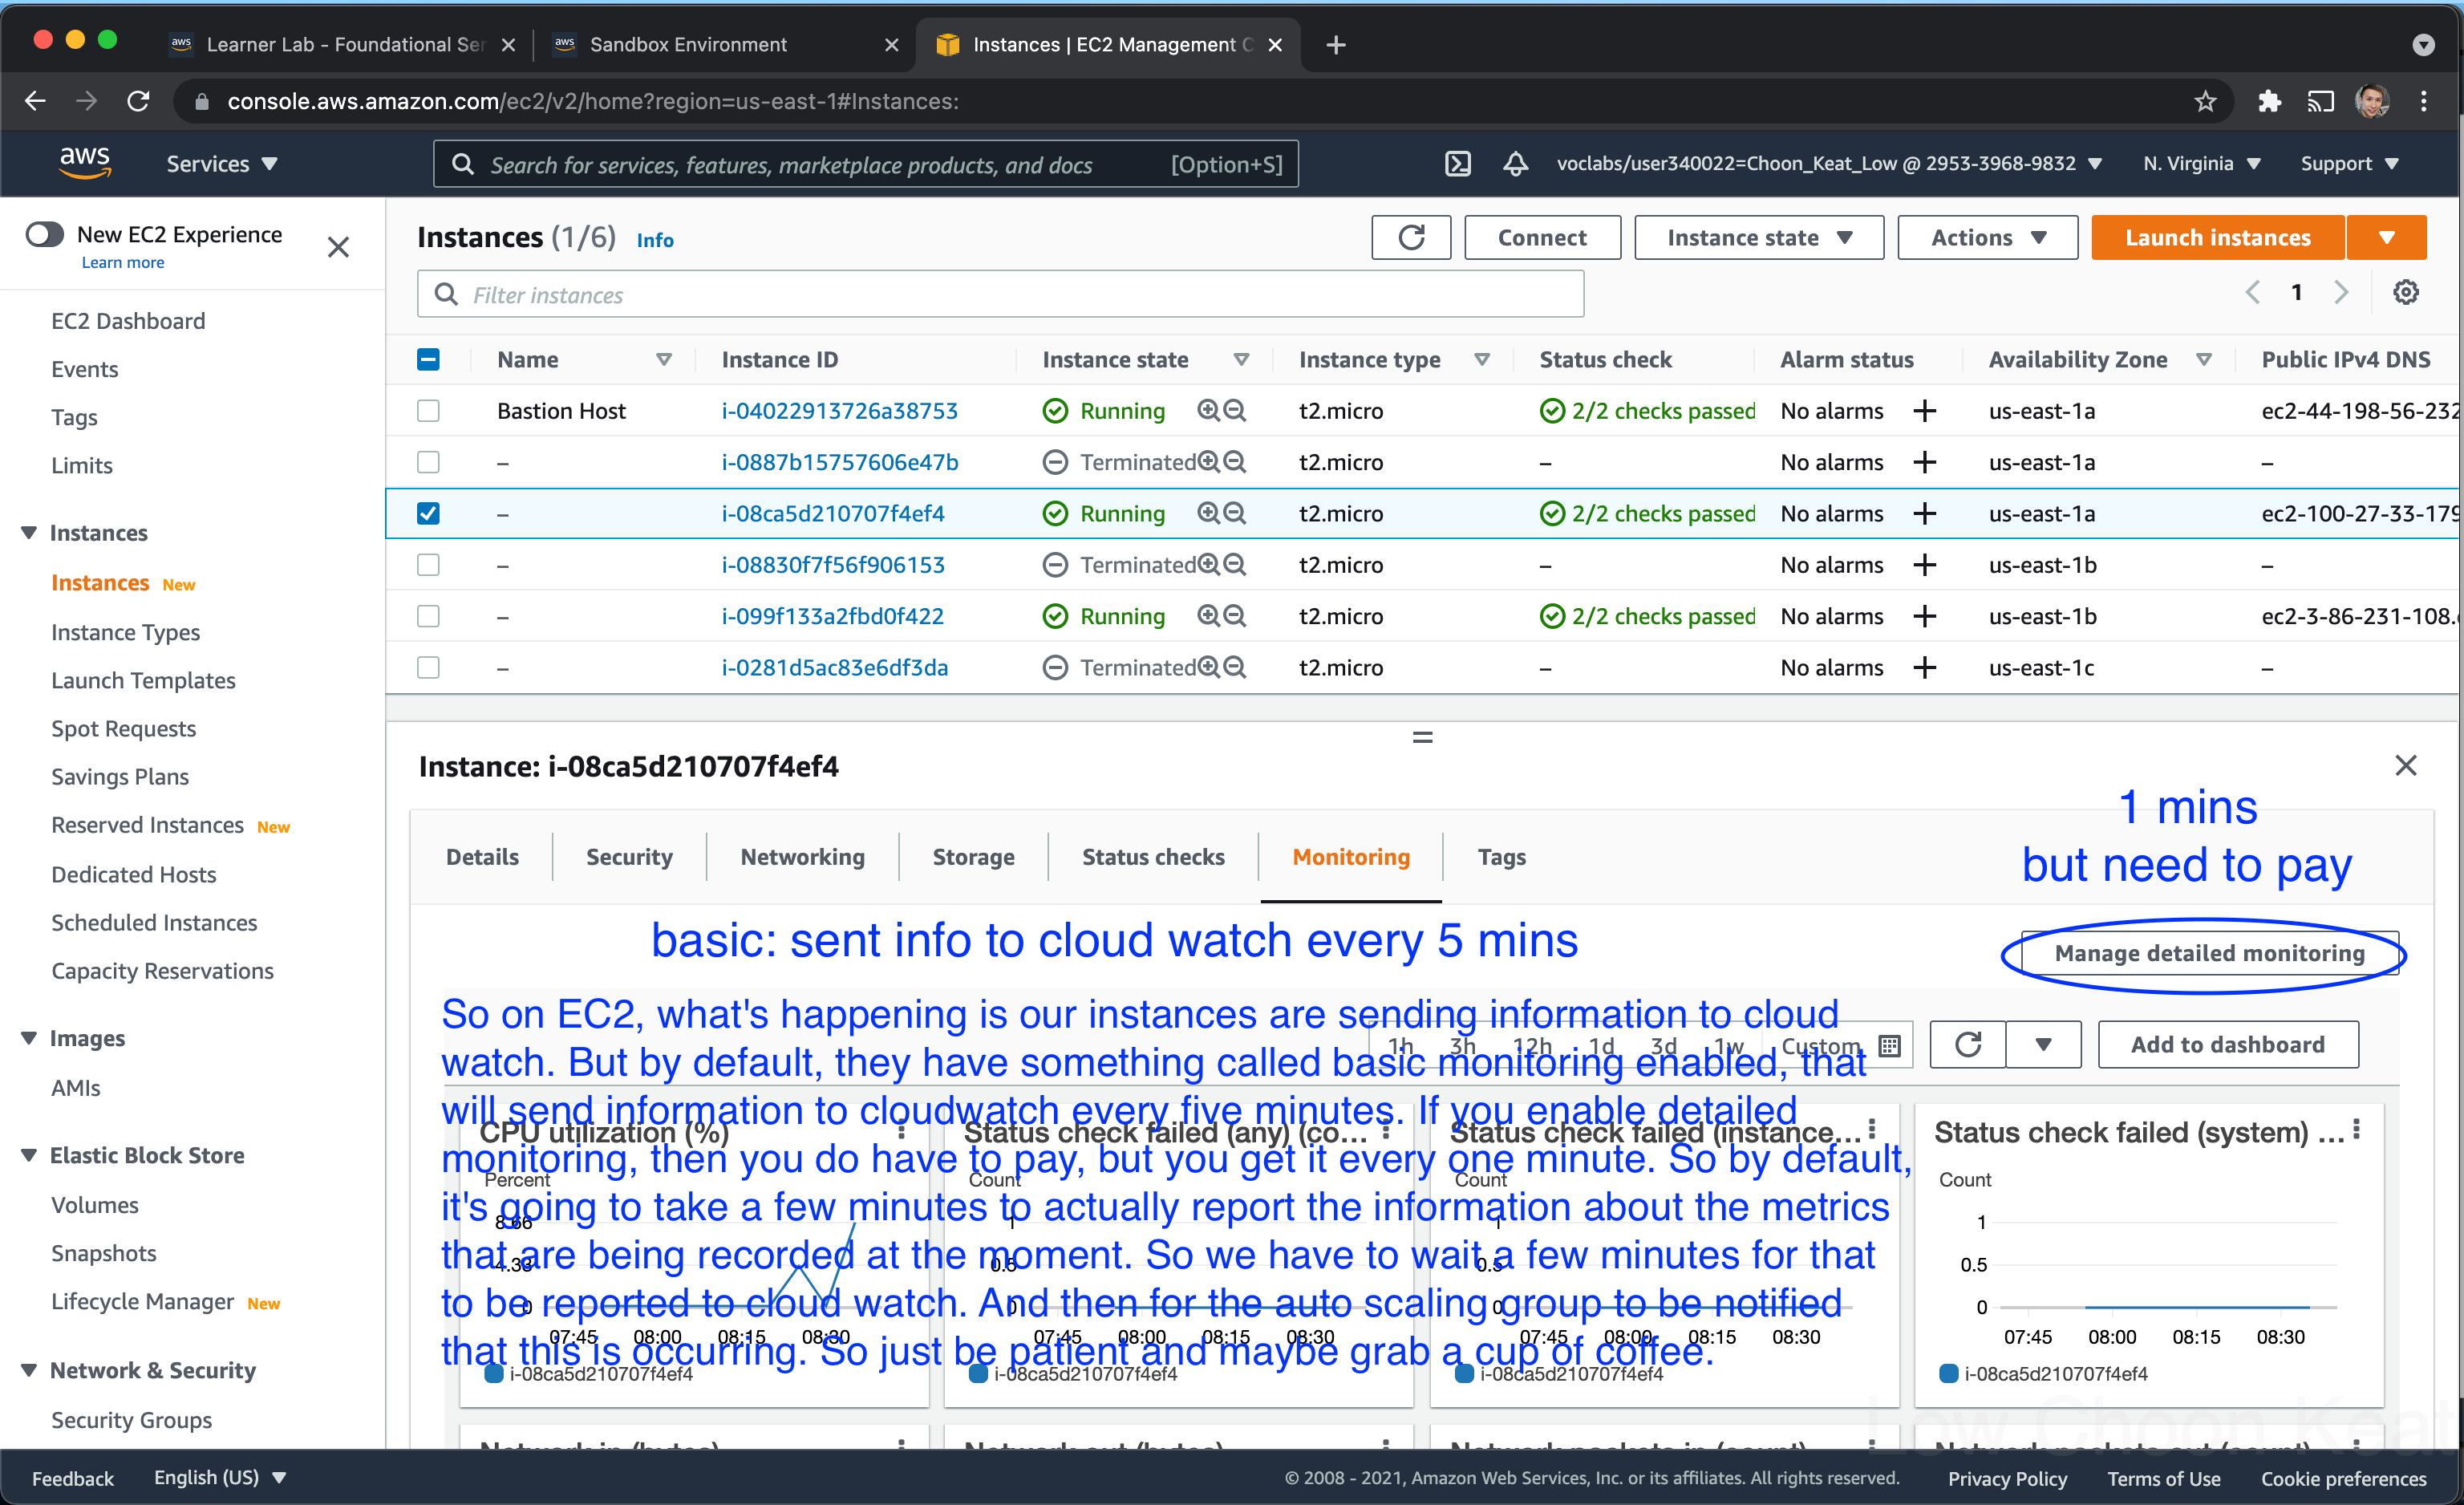 Learner Lab - Foundational Ser
Sandbox Environment
Instances | EC2 Management C
console.aws.amazon.com/ec2/v2/home?region=us-east-1#Instances:
aws
Services
Search for services, features, marketplace products, and docs [Option+S]
voclabs/user340022=Choon_Keat_Low @ 2953-3968-9832
N. Virginia
Support
New EC2 Experience
Learn more
EC2 Dashboard
Events
Tags
Limits
Instances
Instances New
Instance Types
Launch Templates
Spot Requests
Savings Plans
Reserved Instances New
Dedicated Hosts
Scheduled Instances
Capacity Reservations
Images
AMIs
Elastic Block Store
Volumes
Snapshots
Lifecycle Manager New
Network & Security
Security Groups
Instances (1/6) Info
Connect
Instance state
Actions
Launch instances
Filter instances
1
Name Instance ID Instance state Instance type Status check Alarm status Availability Zone Public IPv4 DNS
Bastion Host i-04022913726a38753 Running t2.micro 2/2 checks passed No alarms + us-east-1a ec2-44-198-56-232
– i-0887b15757606e47b Terminated t2.micro – No alarms + us-east-1a –
– i-08ca5d210707f4ef4 Running t2.micro 2/2 checks passed No alarms + us-east-1a ec2-100-27-33-179
– i-08830f7f56f906153 Terminated t2.micro – No alarms + us-east-1b –
– i-099f133a2fbd0f422 Running t2.micro 2/2 checks passed No alarms + us-east-1b ec2-3-86-231-108.
– i-0281d5ac83e6df3da Terminated t2.micro – No alarms + us-east-1c –
Instance: i-08ca5d210707f4ef4
Details Security Networking Storage Status checks Monitoring Tags
1 mins
but need to pay
basic: sent info to cloud watch every 5 mins
Manage detailed monitoring
So on EC2, what's happening is our instances are sending information to cloud
watch. But by default, they have something called basic monitoring enabled, that
will send information to cloudwatch every five minutes. If you enable detailed
monitoring, then you do have to pay, but you get it every one minute. So by default,
it's going to take a few minutes to actually report the information about the metrics
that are being recorded at the moment. So we have to wait a few minutes for that
to be reported to cloud watch. And then for the auto scaling group to be notified
that this is occurring. So just be patient and maybe grab a cup of coffee.
1h 3h 12h 1d 3d 1w Custom
Add to dashboard
CPU utilization (%)
Percent
8.66
4.33
0
07:45 08:00 08:15 08:30
i-08ca5d210707f4ef4
Status check failed (any) (co...
Count
1
0.5
0
07:45 08:00 08:15 08:30
i-08ca5d210707f4ef4
Status check failed (instance...
Count
1
0.5
0
07:45 08:00 08:15 08:30
i-08ca5d210707f4ef4
Status check failed (system) ...
Count
1
0.5
0
07:45 08:00 08:15 08:30
i-08ca5d210707f4ef4
Network in (bytes)
Network out (bytes)
Network packets in (count)
Network packets out (count)
Low Choon Keat
Feedback
English (US)
© 2008 - 2021, Amazon Web Services, Inc. or its affiliates. All rights reserved.
Privacy Policy
Terms of Use
Cookie preferences